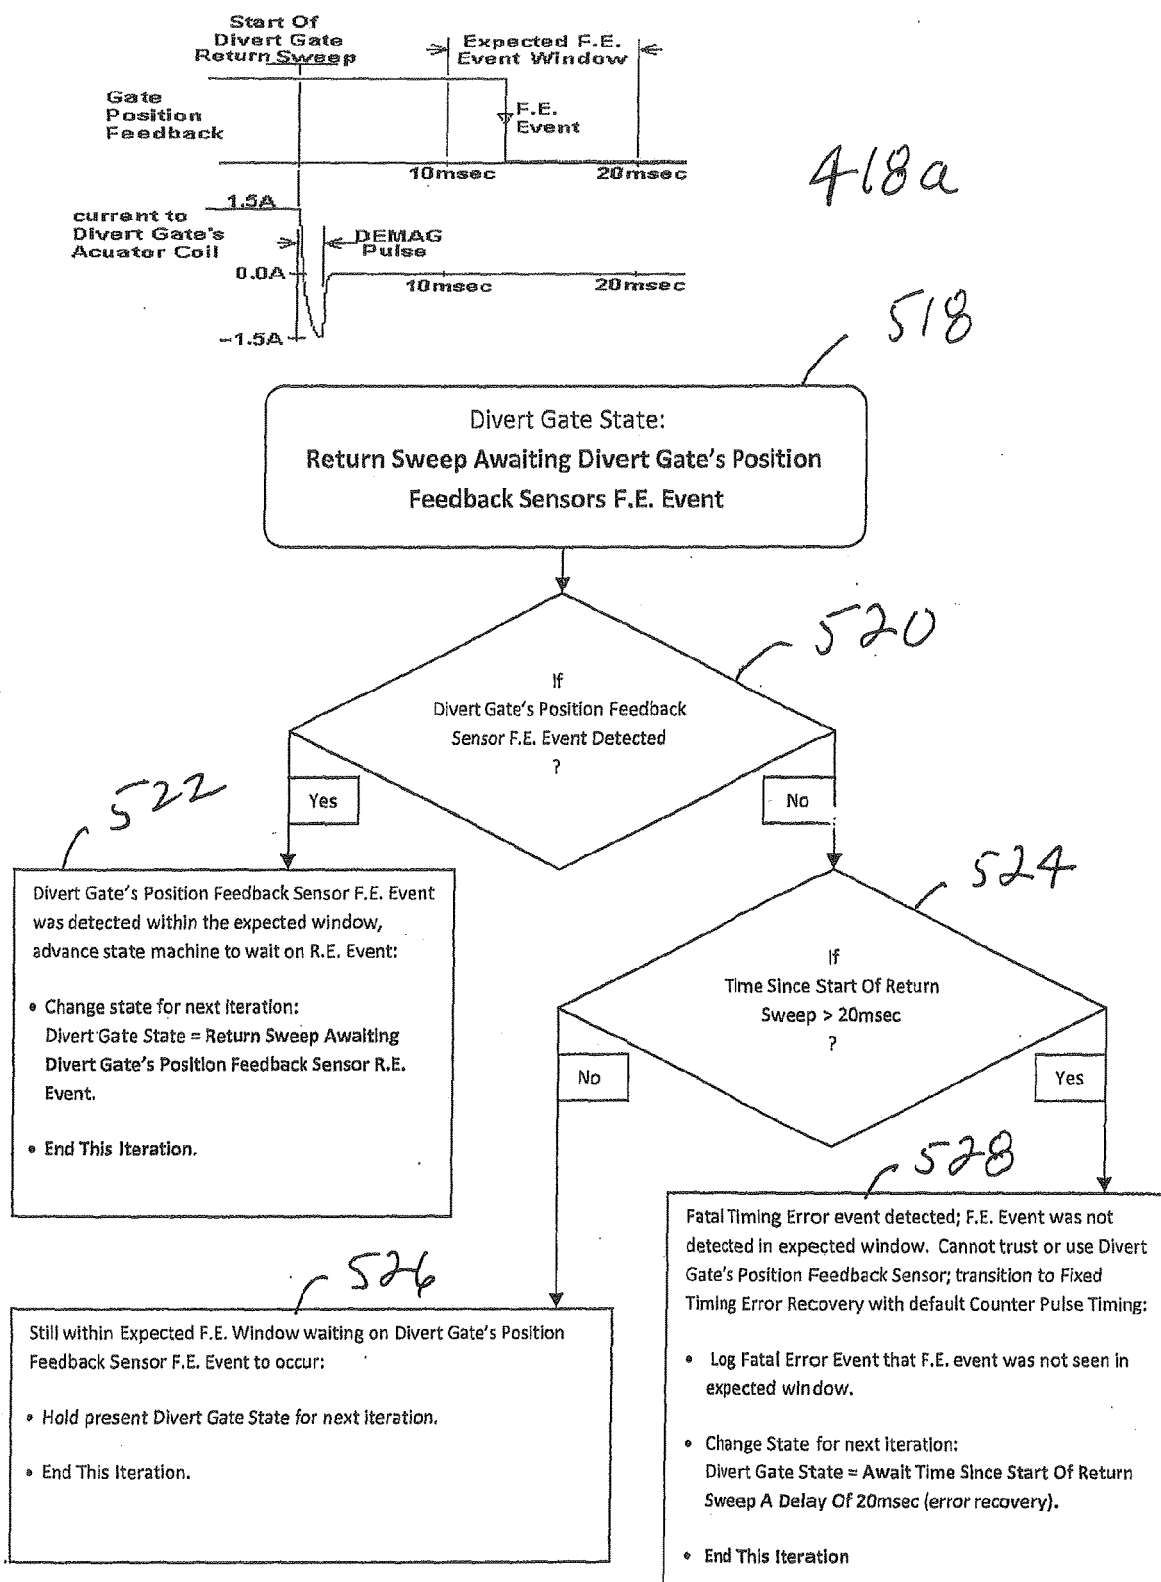 Start Of
Divert Gate
Return Sweep
Expected F.E.
Event Window
Gate
Position
Feedback
F.E.
Event
10msec
20msec
418a
1.5A
current to
Divert Gate's
Acuator Coil
DEMAG
Pulse
0.0A
10msec
20msec
-1.5A
518
Divert Gate State:
Return Sweep Awaiting Divert Gate's Position
Feedback Sensors F.E. Event
520
If
Divert Gate's Position Feedback
Sensor F.E. Event Detected
?
Yes
No
522
Divert Gate's Position Feedback Sensor F.E. Event
was detected within the expected window,
advance state machine to wait on R.E. Event:
• Change state for next iteration:
Divert Gate State = Return Sweep Awaiting
Divert Gate's Position Feedback Sensor R.E.
Event.
• End This Iteration.
524
If
Time Since Start Of Return
Sweep > 20msec
?
No
Yes
526
Still within Expected F.E. Window waiting on Divert Gate's Position
Feedback Sensor F.E. Event to occur:
• Hold present Divert Gate State for next iteration.
• End This Iteration.
528
Fatal Timing Error event detected; F.E. Event was not
detected in expected window. Cannot trust or use Divert
Gate's Position Feedback Sensor; transition to Fixed
Timing Error Recovery with default Counter Pulse Timing:
• Log Fatal Error Event that F.E. event was not seen in
expected window.
• Change State for next iteration:
Divert Gate State = Await Time Since Start Of Return
Sweep A Delay Of 20msec (error recovery).
• End This Iteration